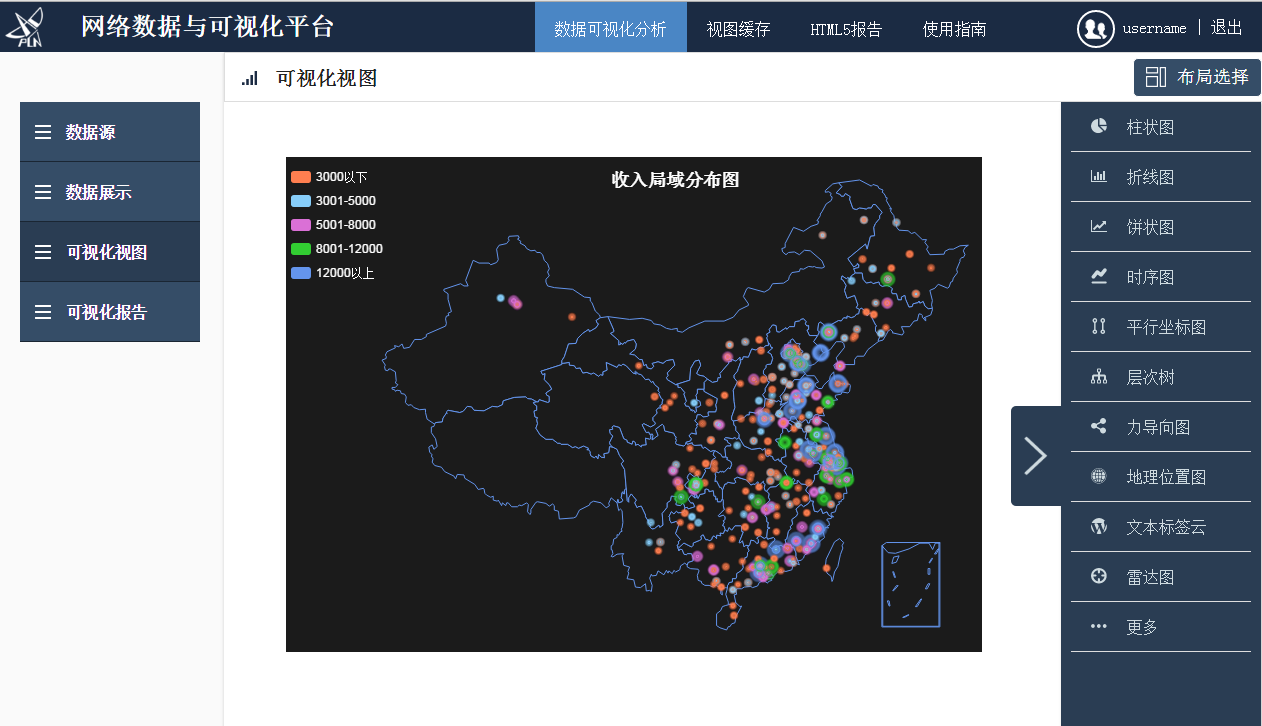 PLN
网络数据与可视化平台
数据可视化分析
视图缓存
HTML5报告
使用指南
username | 退出
可视化视图
布局选择
数据源
数据展示
可视化视图
可视化报告
收入局域分布图
3000以下
3001-5000
5001-8000
8001-12000
12000以上
柱状图
折线图
饼状图
时序图
平行坐标图
层次树
力导向图
地理位置图
文本标签云
雷达图
更多